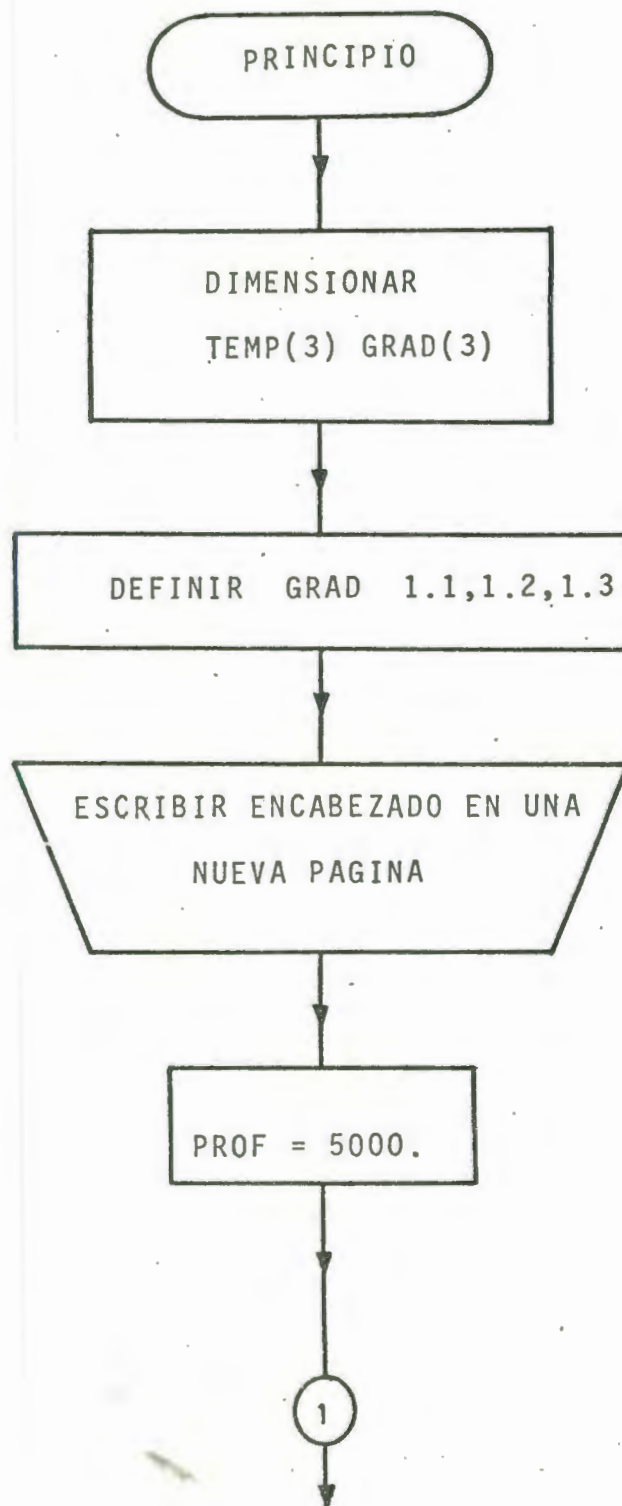 PRINCIPIO
DIMENSIONAR
TEMP(3) GRAD(3)
DEFINIR GRAD 1.1,1.2,1.3
ESCRIBIR ENCABEZADO EN UNA
NUEVA PAGINA
PROF = 5000.
1